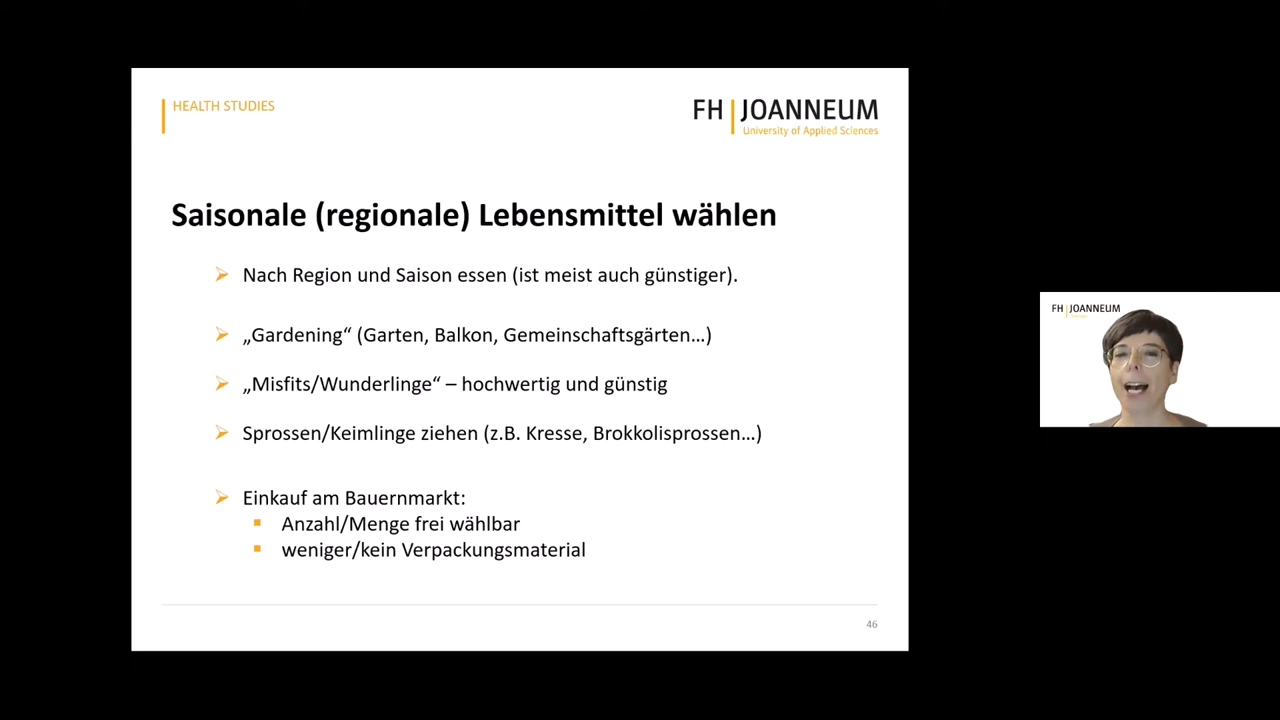 HEALTH STUDIES
FH JOANNEUM
University of Applied Sciences
Saisonale (regionale) Lebensmittel wählen
Nach Region und Saison essen (ist meist auch günstiger).
„Gardening“ (Garten, Balkon, Gemeinschaftsgärten…)
„Misfits/Wunderlinge“ – hochwertig und günstig
Sprossen/Keimlinge ziehen (z.B. Kresse, Brokkolisprossen…)
Einkauf am Bauernmarkt:
Anzahl/Menge frei wählbar
weniger/kein Verpackungsmaterial
46
FH JOANNEUM